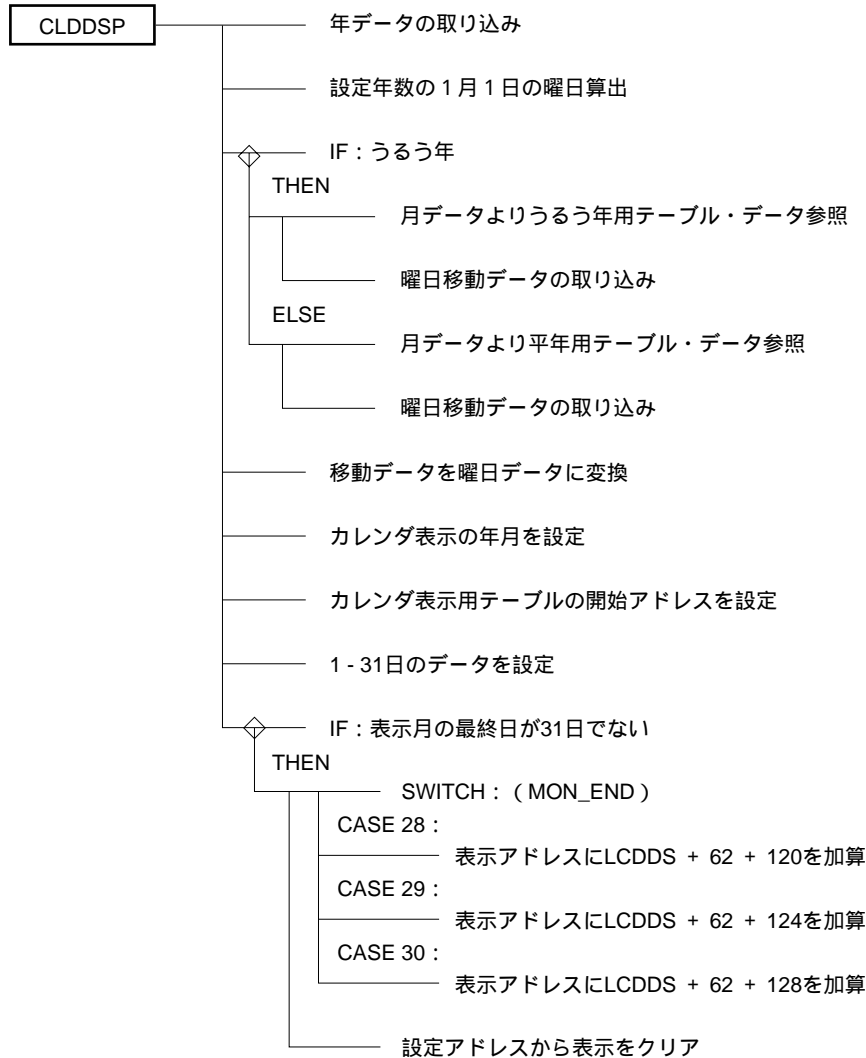 CLDDSP
年データの取り込み
設定年数の１月１日の曜日算出
IF：うるう年
THEN
月データよりうるう年用テーブル・データ参照
曜日移動データの取り込み
ELSE
月データより平年用テーブル・データ参照
曜日移動データの取り込み
移動データを曜日データに変換
カレンダ表示の年月を設定
カレンダ表示用テーブルの開始アドレスを設定
1 - 31日のデータを設定
IF：表示月の最終日が31日でない
THEN
SWITCH：（MON_END）
CASE 28：
表示アドレスにLCDDS + 62 + 120を加算
CASE 29：
表示アドレスにLCDDS + 62 + 124を加算
CASE 30：
表示アドレスにLCDDS + 62 + 128を加算
設定アドレスから表示をクリア